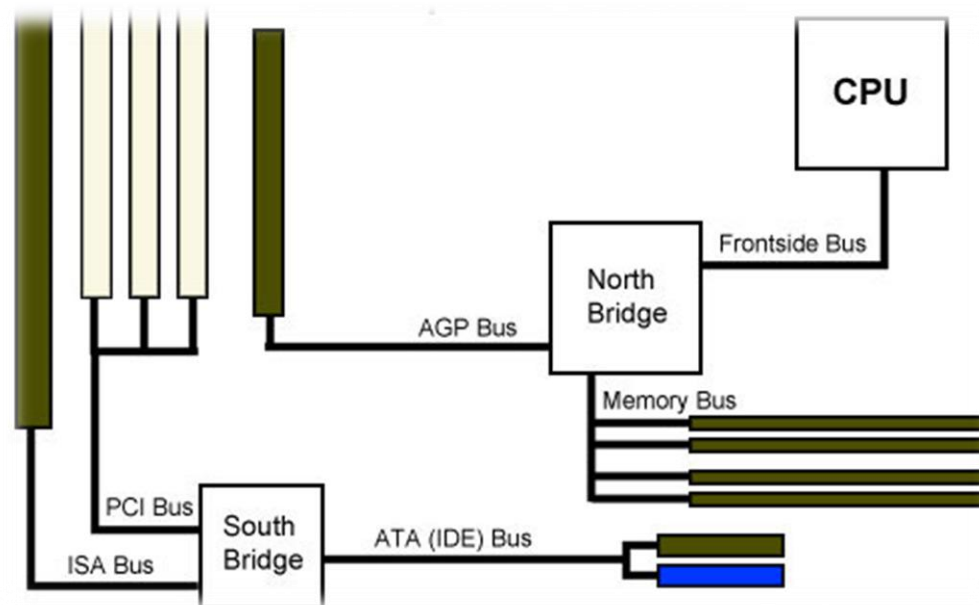 CPU
Frontside Bus
North
Bridge
AGP Bus
Memory Bus
PCI Bus
South
Bridge
ATA (IDE) Bus
ISA Bus